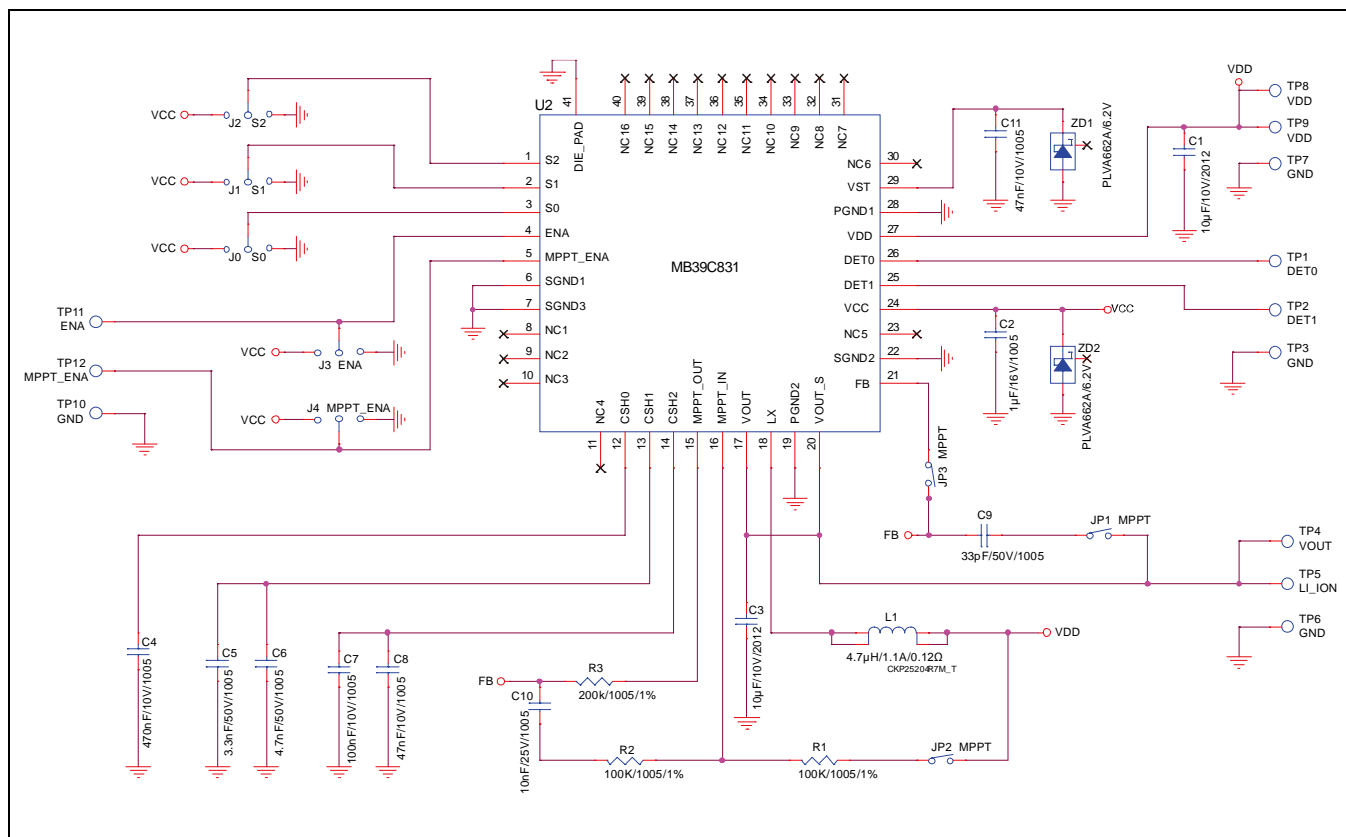 VCC
J2
S2
VCC
J1
S1
VCC
J0
S0
TP11
ENA
TP12
MPPT_ENA
TP10
GND
VCC
J3
ENA
VCC
J4
MPPT_ENA
U2
41
DIE_PAD
40
NC16
39
NC15
38
NC14
37
NC13
36
NC12
35
NC11
34
NC10
33
NC9
32
NC8
31
NC7
1
S2
2
S1
3
S0
4
ENA
5
MPPT_ENA
6
SGND1
7
SGND3
8
NC1
9
NC2
10
NC3
MB39C831
NC6
30
VST
29
PGND1
28
VDD
27
DET0
26
DET1
25
VCC
24
NC5
23
SGND2
22
FB
21
NC4
11
CSH0
12
CSH1
13
CSH2
14
MPPT_OUT
15
MPPT_IN
16
VOUT
17
LX
18
PGND2
19
VOUT_S
20
C11
47nF/10V/1005
ZD1
PLVA662A/6.2V
VDD
C1
10µF/10V/2012
TP8
VDD
TP9
VDD
TP7
GND
TP1
DET0
TP2
DET1
TP3
GND
C2
1µF/16V/1005
VCC
ZD2
PLVA662A/6.2V
JP3 MPPT
FB
C9
33pF/50V/1005
JP1 MPPT
TP4
VOUT
TP5
LI_ION
TP6
GND
C4
470nF/10V/1005
C5
3.3nF/50V/1005
C6
4.7nF/50V/1005
C7
100nF/10V/1005
C8
47nF/10V/1005
FB
C10
10nF/25V/1005
R3
200k/1005/1%
R2
100K/1005/1%
C3
10µF/10V/2012
L1
4.7µH/1.1A/0.12Ω
CKP25204R7M_T
VDD
R1
100K/1005/1%
JP2 MPPT